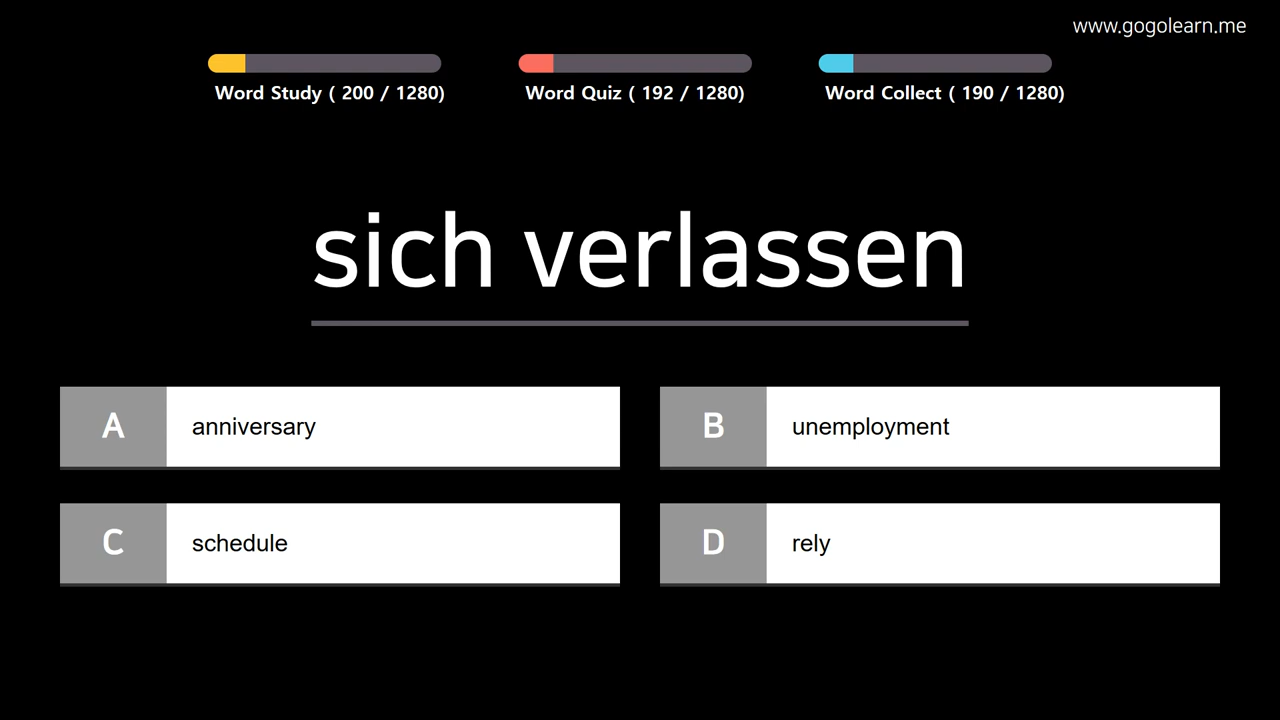 www.gogolearn.me
Word Study ( 200 / 1280)
Word Quiz ( 192 / 1280)
Word Collect ( 190 / 1280)
sich verlassen
A anniversary
B unemployment
C schedule
D rely